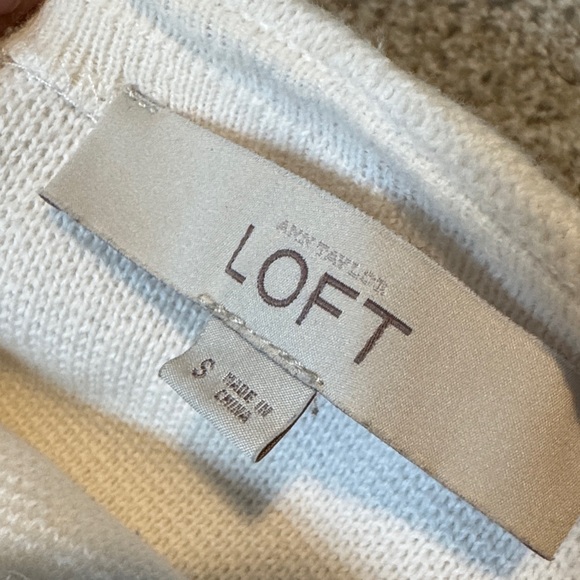 ANN TAYLOR
LOFT
S
MADE IN
CHINA